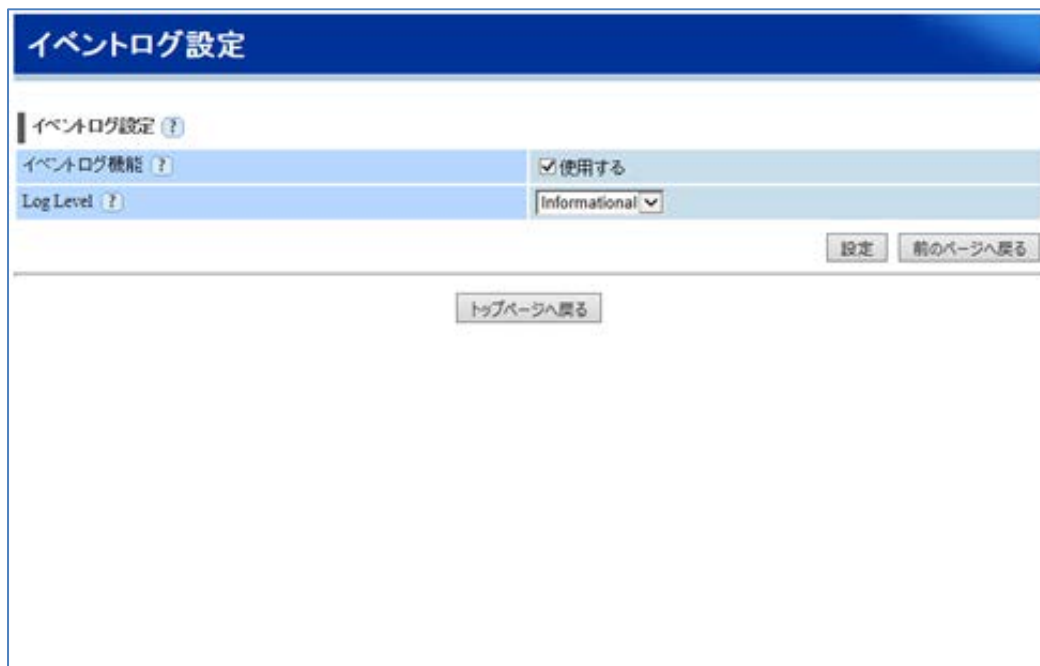 イベントログ設定
イベントログ設定 ?
イベントログ機能 ? 使用する
Log Level ? Informational
設定 前のページへ戻る
トップページへ戻る